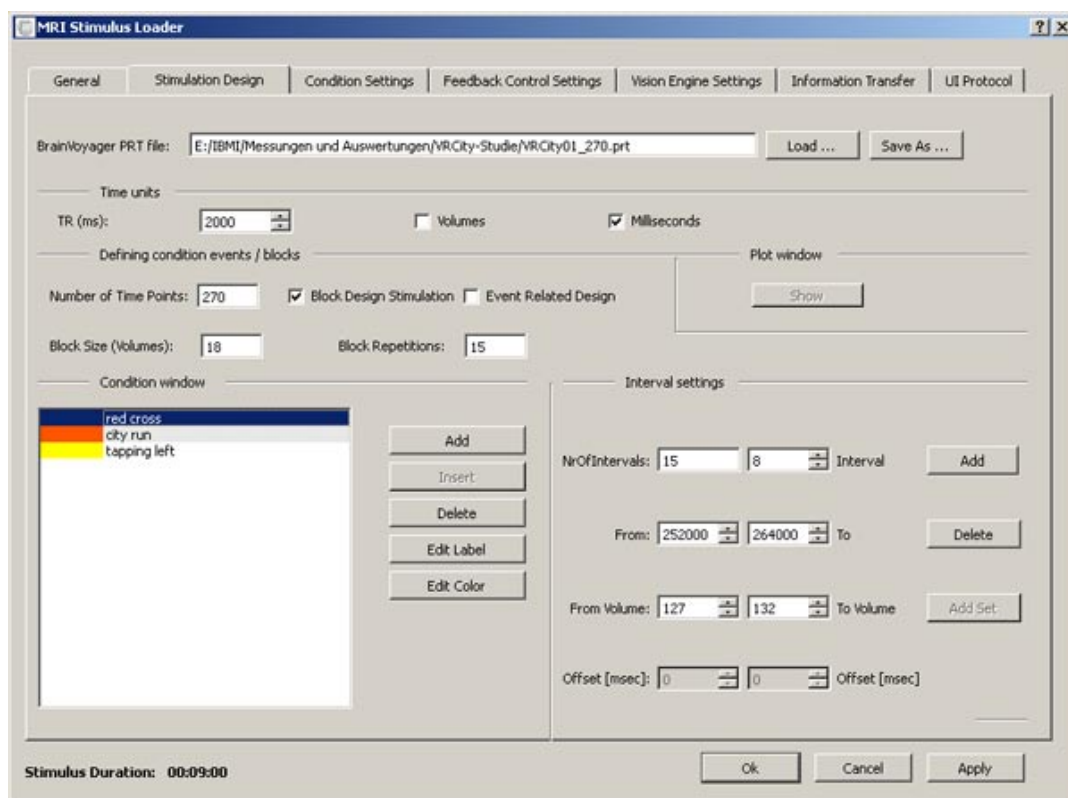 MRI Stimulus Loader
General Stimulation Design Condition Settings Feedback Control Settings Vision Engine Settings Information Transfer UI Protocol
BrainVoyager PRT file: E:/IBMI/Messungen und Auswertungen/VRCity-Studie/VRCity01_270.prt Load ... Save As ...
Time units
TR (ms): 2000 Volumes Milliseconds
Defining condition events / blocks Plot window
Number of Time Points: 270 Block Design Stimulation Event Related Design Show
Block Size (Volumes): 18 Block Repetitions: 15
Condition window Interval settings
red cross
city run
tapping left
Add
Insert
Delete
Edit Label
Edit Color
NrOfIntervals: 15 8 Interval Add
From: 252000 264000 To Delete
From Volume: 127 132 To Volume Add Set
Offset [msec]: 0 0 Offset [msec]
Stimulus Duration: 00:09:00 Ok Cancel Apply